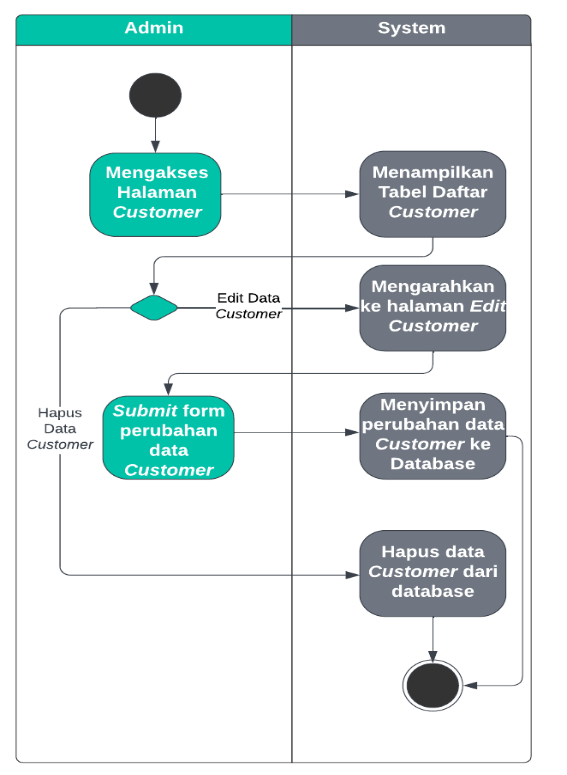 Admin
System
Mengakses
Halaman
Customer
Menampilkan
Tabel Daftar
Customer
Edit Data
Customer
Mengarahkan
ke halaman Edit
Customer
Hapus
Data
Customer
Submit form
perubahan
data
Customer
Menyimpan
perubahan data
Customer ke
Database
Hapus data
Customer dari
database